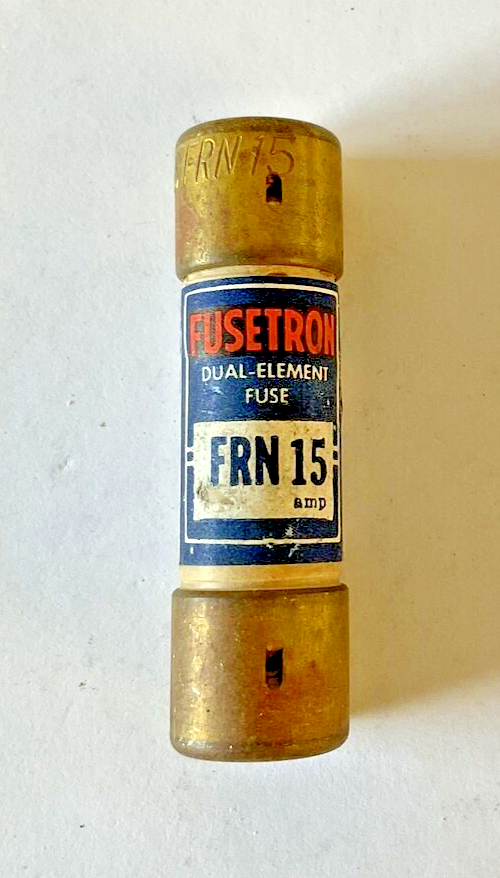 FRN 15
FUSETRON
DUAL-ELEMENT
FUSE
FRN 15
amp